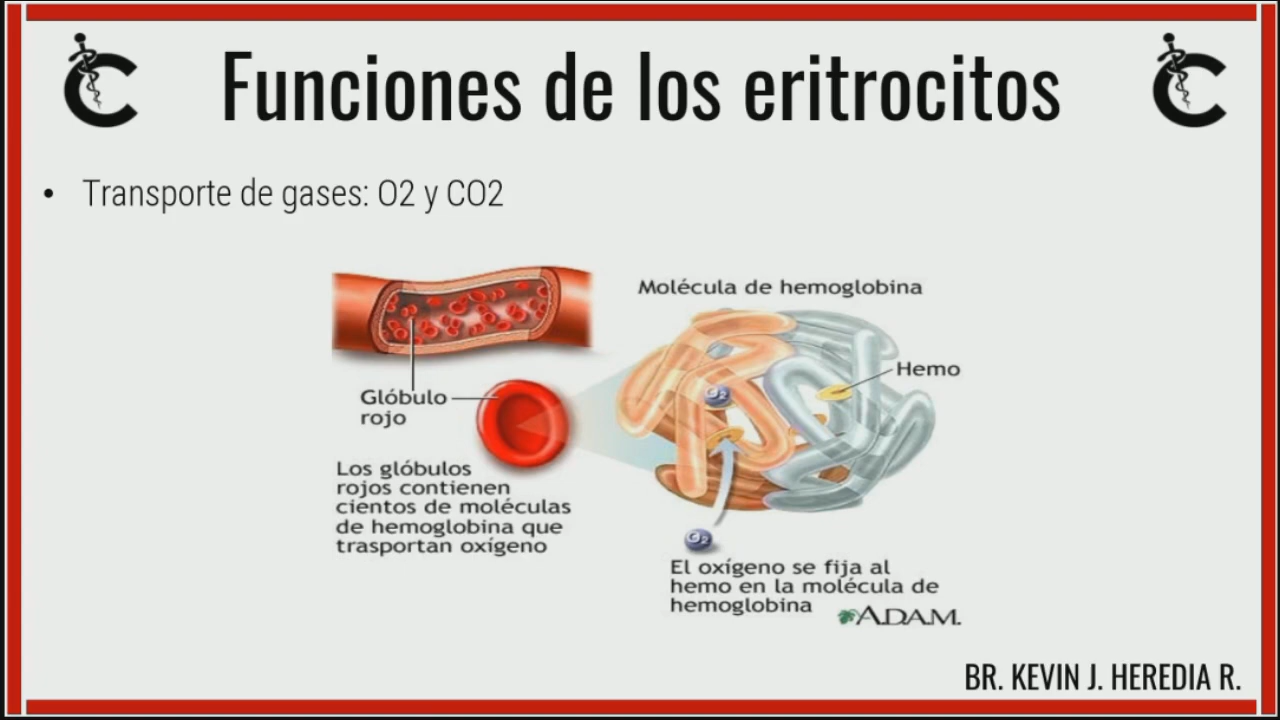 Funciones de los eritrocitos
• Transporte de gases: O2 y CO2
Molécula de hemoglobina
Hemo
O2
Glóbulo
rojo
Los glóbulos
rojos contienen
cientos de moléculas
de hemoglobina que
trasportan oxígeno
O2
El oxígeno se fija al
hemo en la molécula de
hemoglobina
A.D.A.M.
BR. KEVIN J. HEREDIA R.